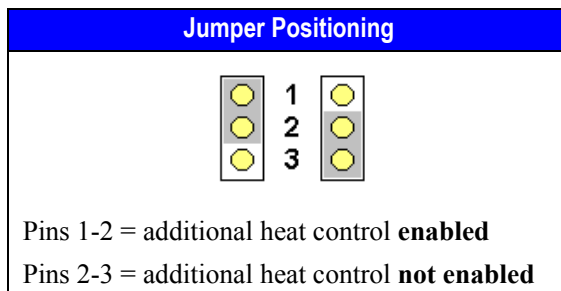 Jumper Positioning
1
2
3
Pins 1-2 = additional heat control enabled
Pins 2-3 = additional heat control not enabled